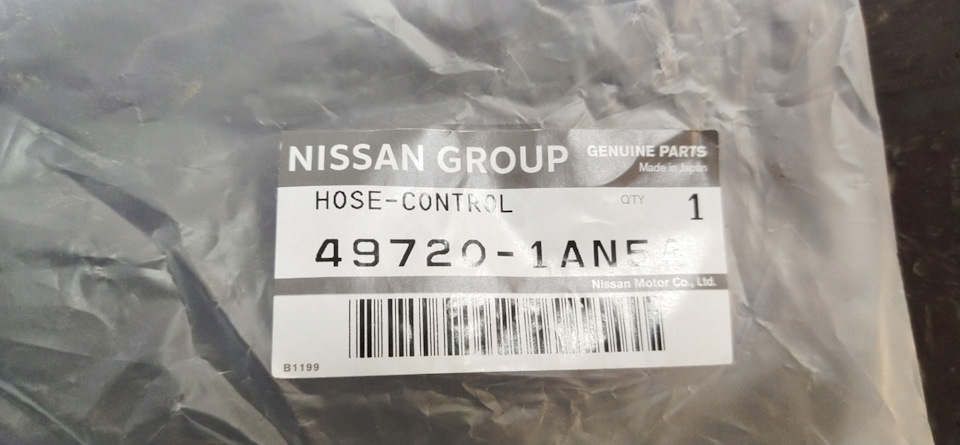 NISSAN GROUP
GENUINE PARTS
Made in Japan
HOSE-CONTROL
QTY 1
49720-1AN5A
Nissan Motor Co., Ltd.
B1199